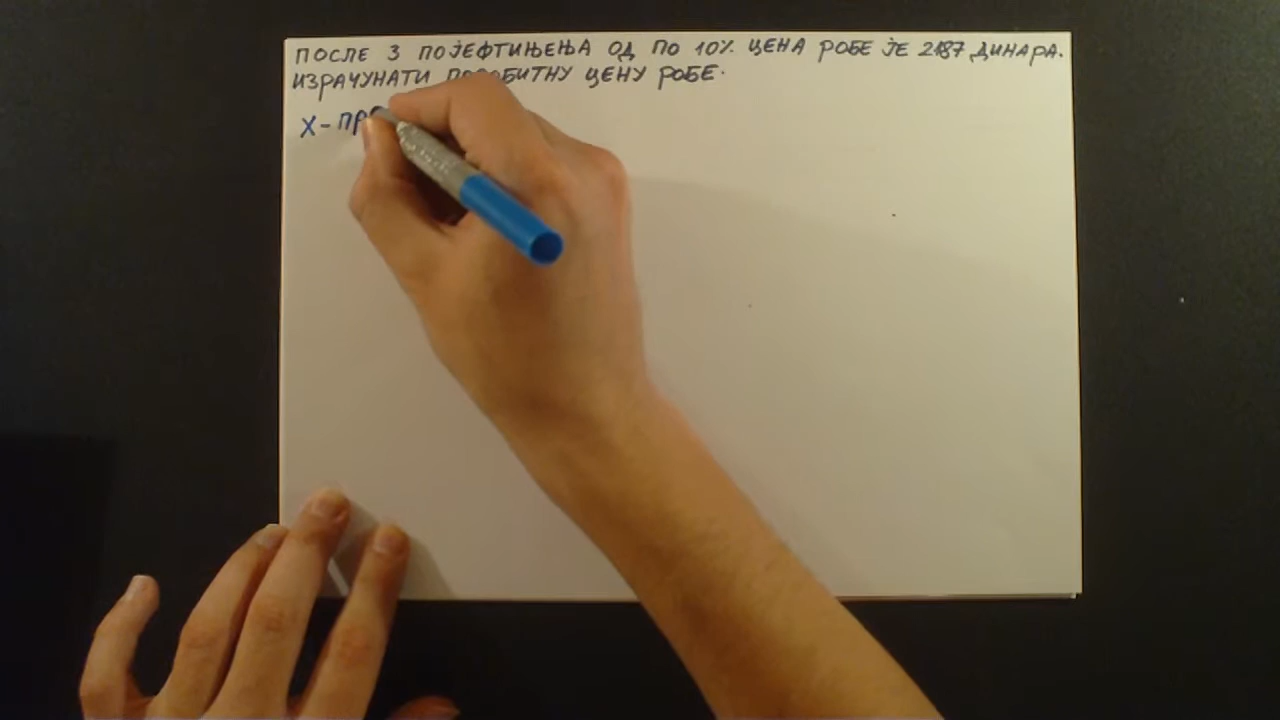 ПОСЛЕ 3 ПОЈЕФТИЊЕЊА ОД ПО 10% ЦЕНА РОБЕ ЈЕ 2187 ДИНАРА.
ИЗРАЧУНАТИ ЦЕНУ РОБЕ.
X -